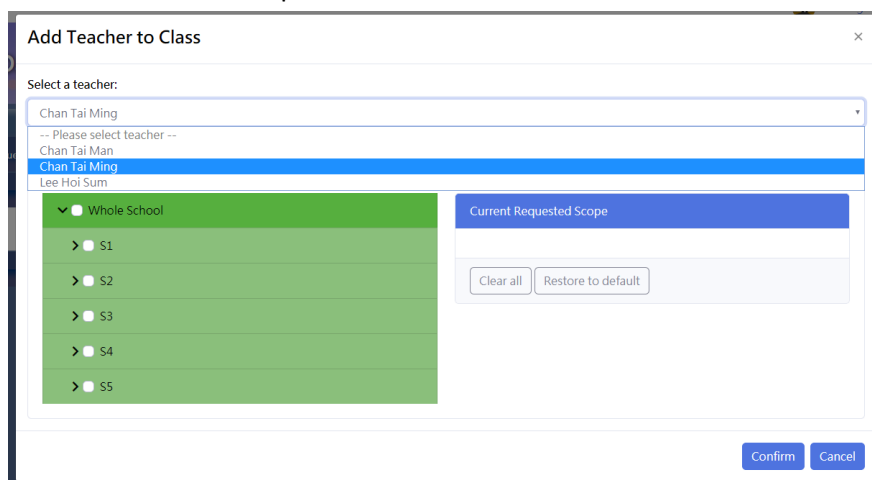 Add Teacher to Class
×
Select a teacher:
Chan Tai Ming
-- Please select teacher --
Chan Tai Man
Chan Tai Ming
Lee Hoi Sum
Whole School
S1
S2
S3
S4
S5
Current Requested Scope
Clear all Restore to default
Confirm Cancel